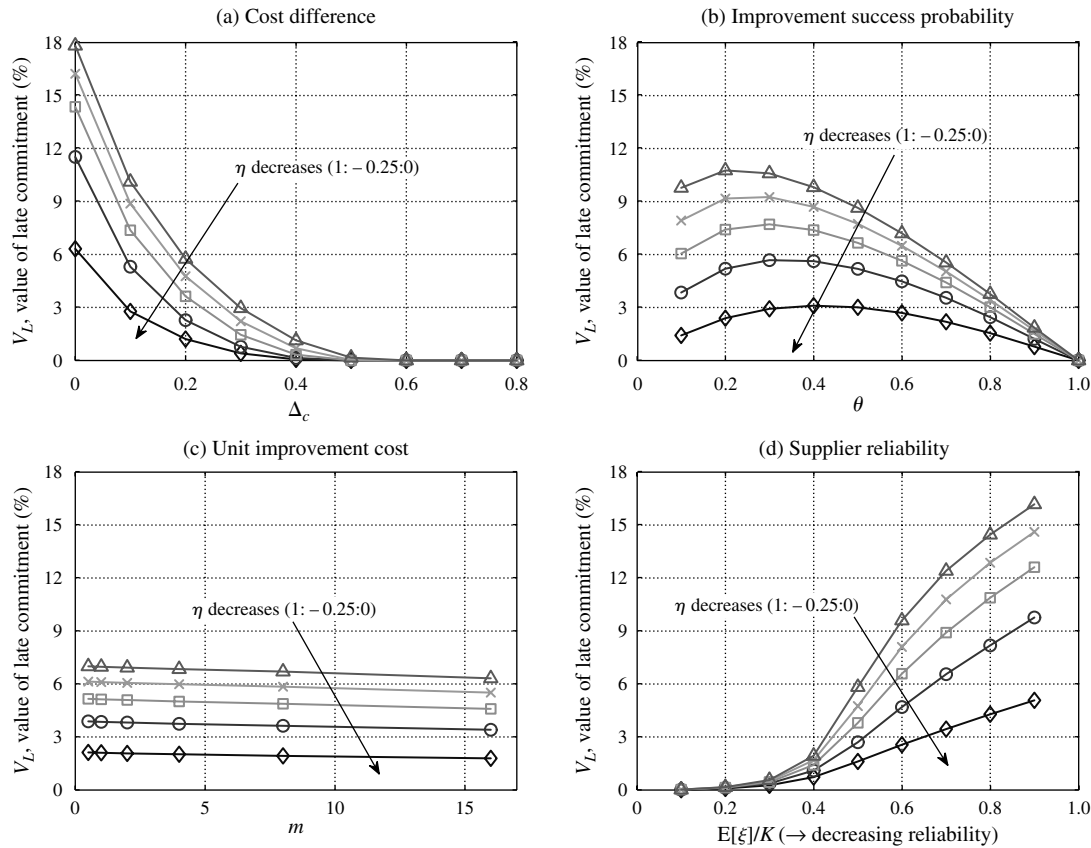 (a) Cost difference
V_L, value of late commitment (%)
18
15
12
9
6
3
0
η decreases (1: – 0.25:0)
0 0.2 0.4 0.6 0.8
Δ_c
(b) Improvement success probability
V_L, value of late commitment (%)
18
15
12
9
6
3
0
η decreases (1: – 0.25:0)
0 0.2 0.4 0.6 0.8 1.0
θ
(c) Unit improvement cost
V_L, value of late commitment (%)
18
15
12
9
6
3
0
η decreases (1: – 0.25:0)
0 5 10 15
m
(d) Supplier reliability
V_L, value of late commitment (%)
18
15
12
9
6
3
0
η decreases (1: – 0.25:0)
0 0.2 0.4 0.6 0.8 1.0
E[ξ]/K (→ decreasing reliability)